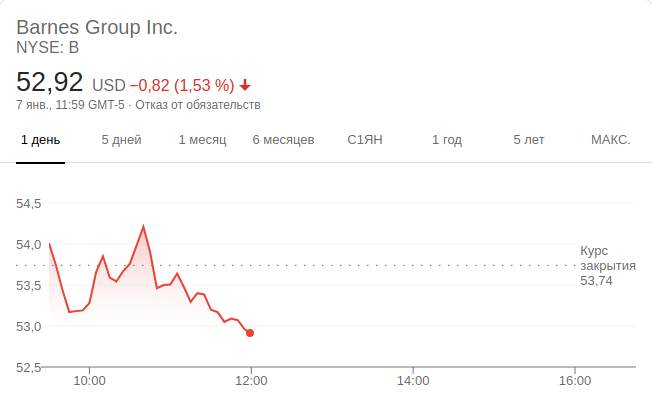 Barnes Group Inc.
NYSE: B
52,92 USD −0,82 (1,53 %)
7 янв., 11:59 GMT-5 · Отказ от обязательств
1 день 5 дней 1 месяц 6 месяцев С1ЯН 1 год 5 лет МАКС.
54,5
54,0
Курс
закрытия
53,74
53,5
53,0
52,5
10:00 12:00 14:00 16:00